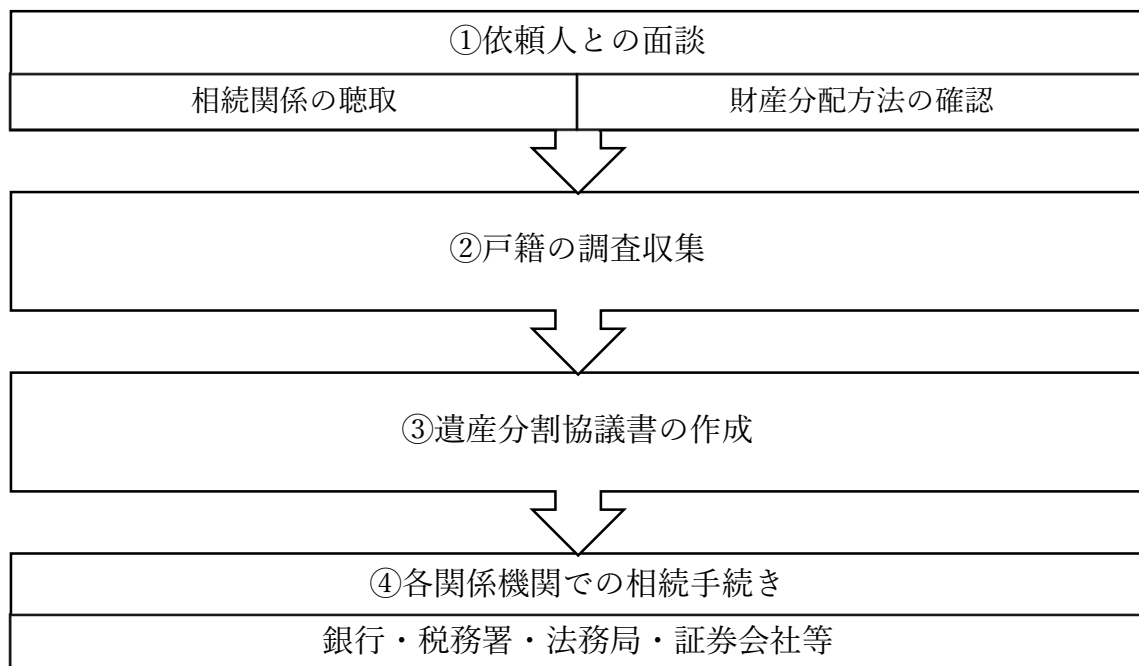 ①依頼人との面談
相続関係の聴取
財産分配方法の確認
②戸籍の調査収集
③遺産分割協議書の作成
④各関係機関での相続手続き
銀行・税務署・法務局・証券会社等